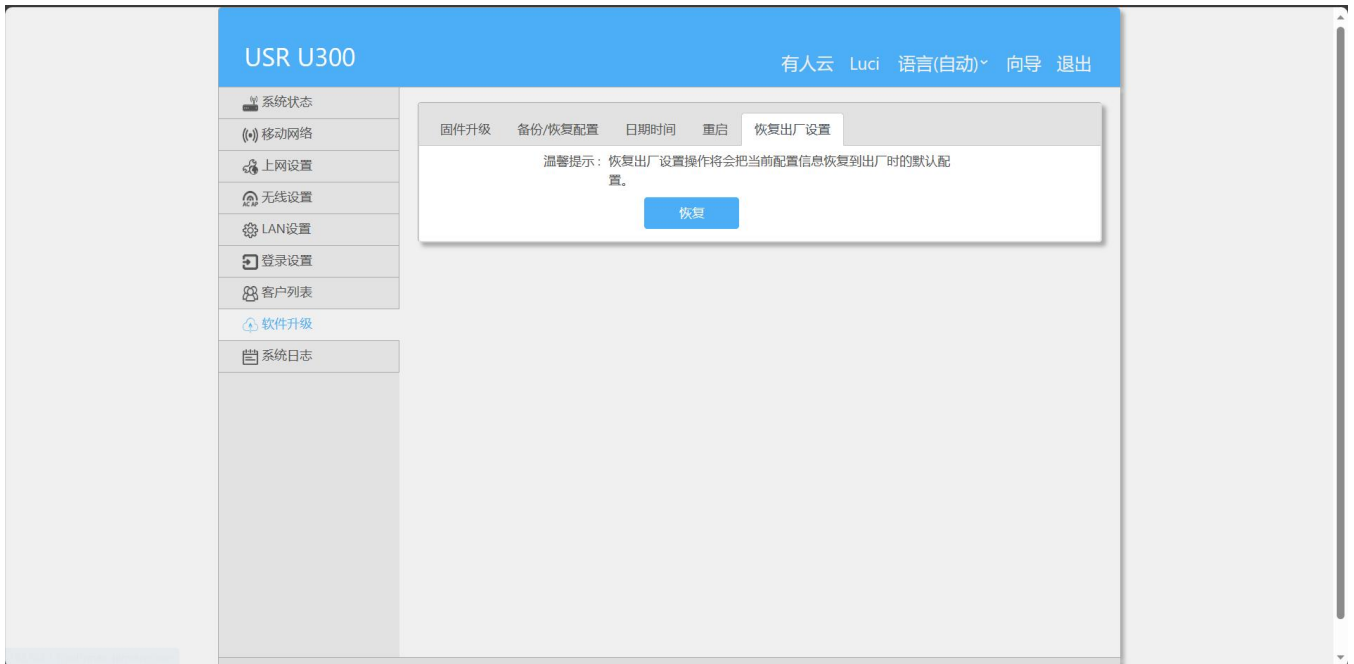 USR U300
有人云 Luci 语言(自动) 向导 退出
系统状态
移动网络
上网设置
无线设置
LAN设置
登录设置
客户列表
软件升级
系统日志
固件升级 备份/恢复配置 日期时间 重启 恢复出厂设置
温馨提示：恢复出厂设置操作将会把当前配置信息恢复到出厂时的默认配
置。
恢复